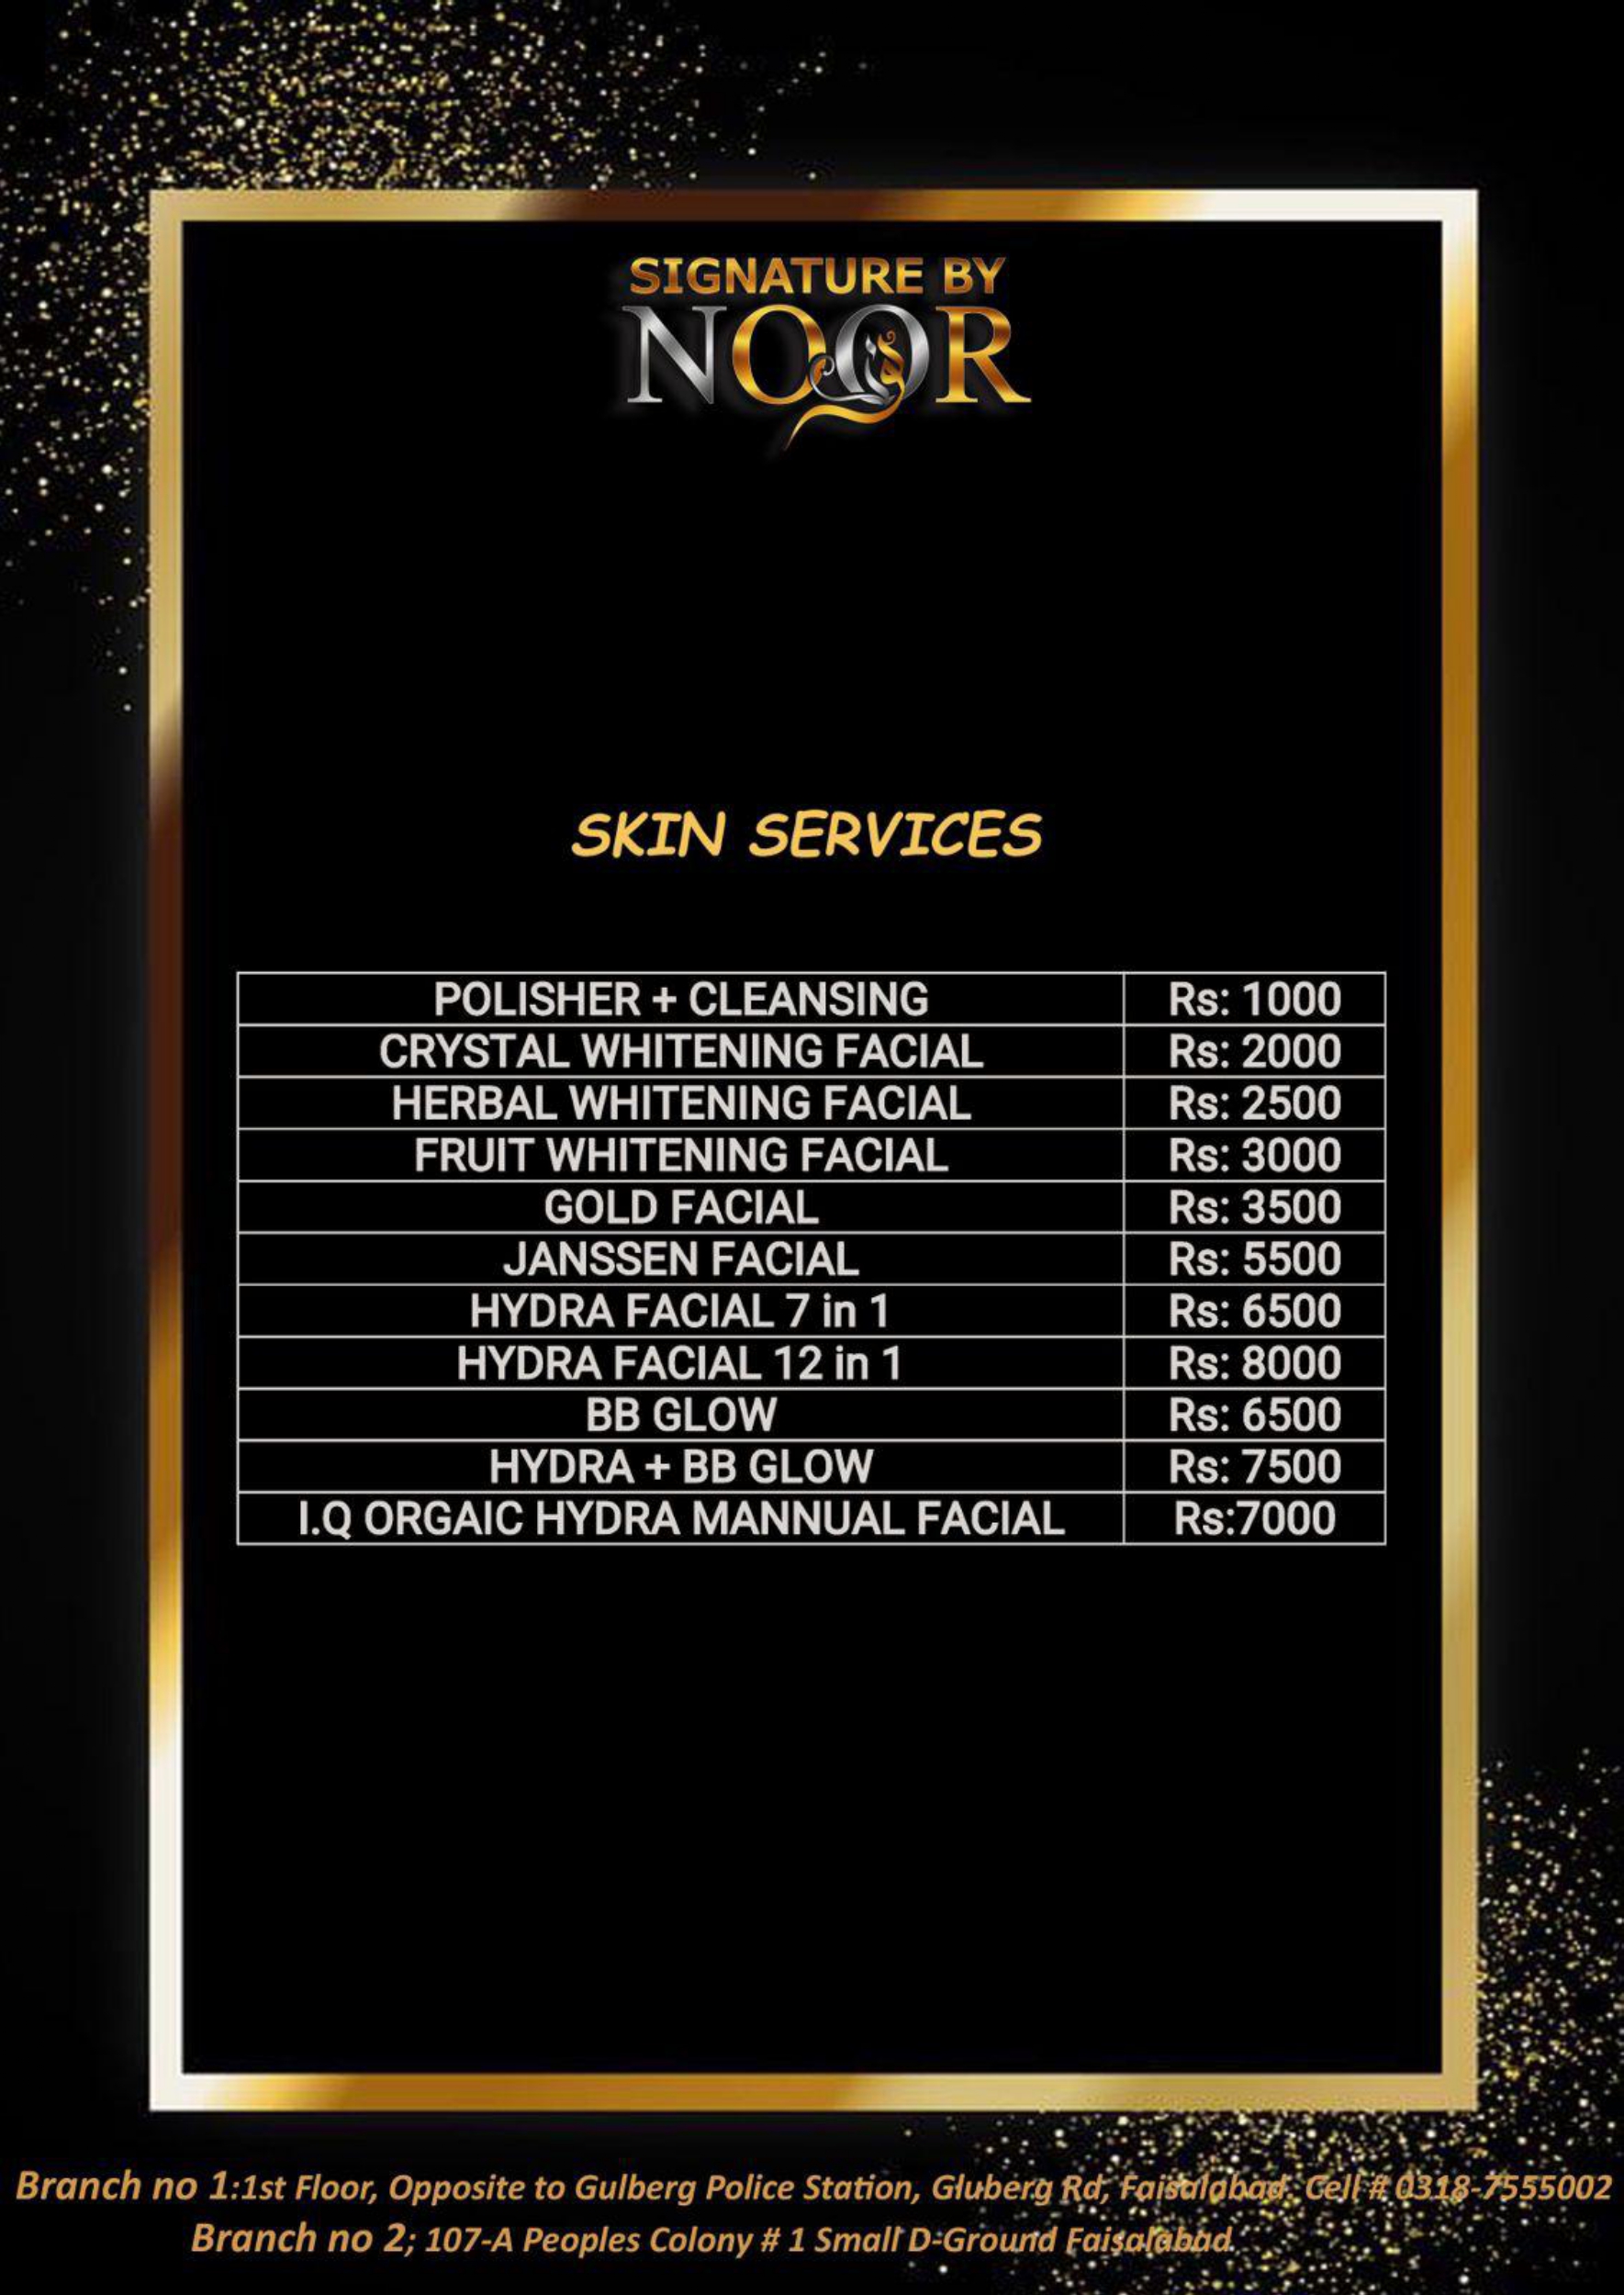 SIGNATURE BY
NOOR
SKIN SERVICES
POLISHER + CLEANSING Rs: 1000
CRYSTAL WHITENING FACIAL Rs: 2000
HERBAL WHITENING FACIAL Rs: 2500
FRUIT WHITENING FACIAL Rs: 3000
GOLD FACIAL Rs: 3500
JANSSEN FACIAL Rs: 5500
HYDRA FACIAL 7 in 1 Rs: 6500
HYDRA FACIAL 12 in 1 Rs: 8000
BB GLOW Rs: 6500
HYDRA + BB GLOW Rs: 7500
I.Q ORGAIC HYDRA MANNUAL FACIAL Rs:7000
Branch no 1:1st Floor, Opposite to Gulberg Police Station, Gluberg Rd, Faisalabad. Cell # 0318-7555002
Branch no 2; 107-A Peoples Colony # 1 Small D-Ground Faisalabad.